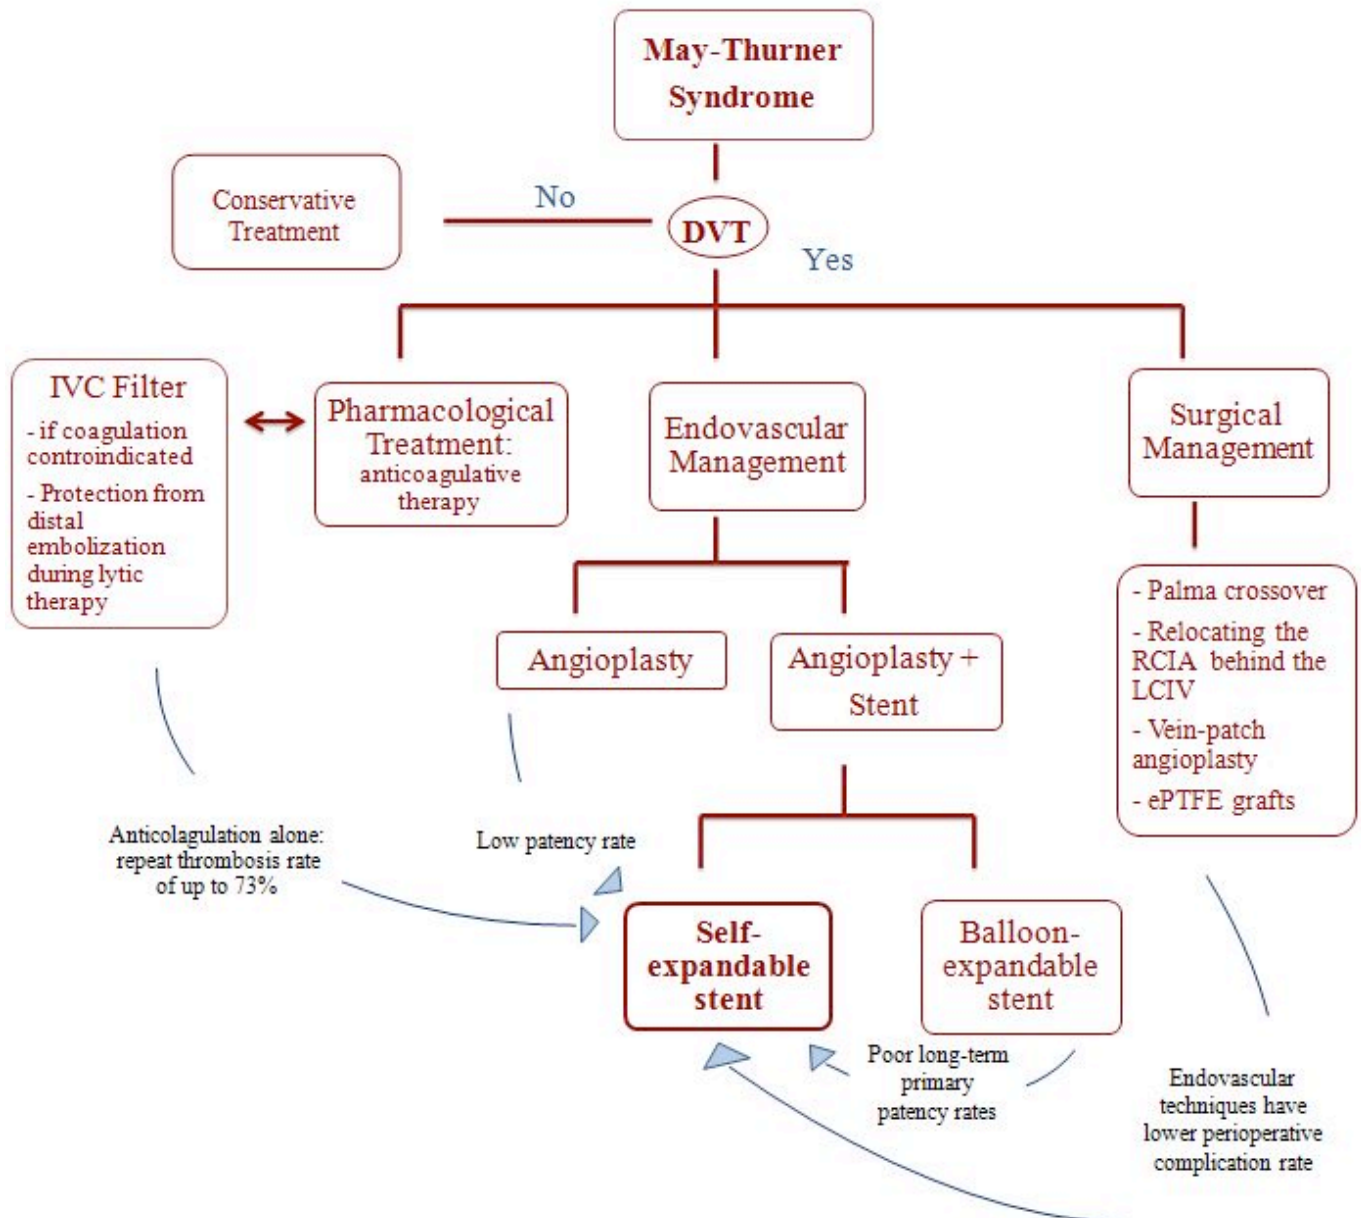 May-Thurner
Syndrome
Conservative
Treatment
No
DVT
Yes
IVC Filter
- if coagulation
controindicated
- Protection from
distal
embolization
during lytic
therapy
Pharmacological
Treatment:
anticoagulative
therapy
Endovascular
Management
Surgical
Management
Angioplasty
Angioplasty +
Stent
- Palma crossover
- Relocating the
RCIA behind the
LCIV
- Vein-patch
angioplasty
- ePTFE grafts
Anticolagulation alone:
repeat thrombosis rate
of up to 73%
Low patency rate
Self-
expandable
stent
Balloon-
expandable
stent
Poor long-term
primary
patency rates
Endovascular
techniques have
lower perioperative
complication rate